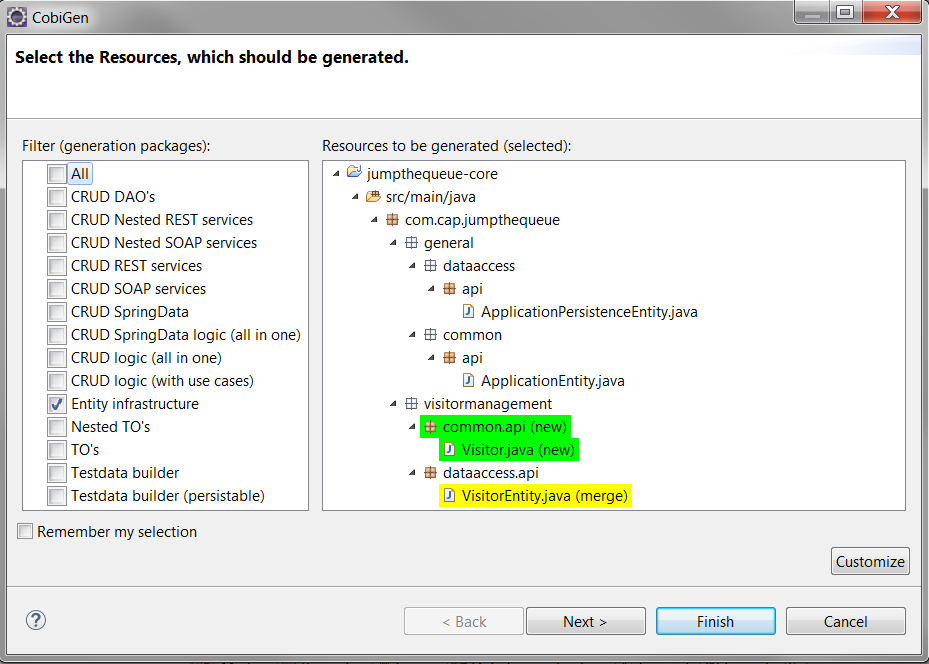 CobiGen
Select the Resources, which should be generated.
Filter (generation packages):
All
CRUD DAO's
CRUD Nested REST services
CRUD Nested SOAP services
CRUD REST services
CRUD SOAP services
CRUD SpringData
CRUD SpringData logic (all in one)
CRUD logic (all in one)
CRUD logic (with use cases)
Entity infrastructure
Nested TO's
TO's
Testdata builder
Testdata builder (persistable)
Remember my selection
Resources to be generated (selected):
jumpthequeue-core
src/main/java
com.cap.jumpthequeue
general
dataaccess
api
ApplicationPersistenceEntity.java
common
api
ApplicationEntity.java
visitormanagement
common.api (new)
Visitor.java (new)
dataaccess.api
VisitorEntity.java (merge)
Customize
< Back
Next >
Finish
Cancel